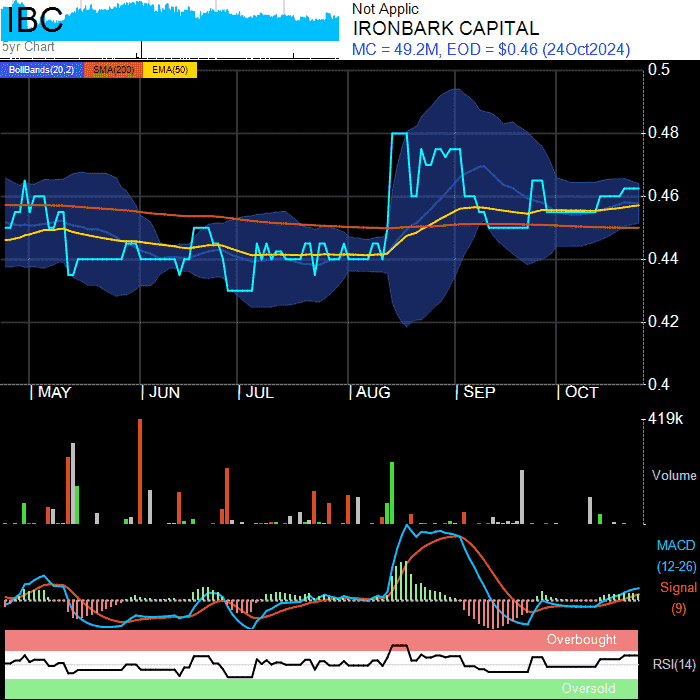 IBC
5yr Chart
Not Applic
IRONBARK CAPITAL
MC = 49.2M, EOD = $0.46 (24Oct2024)
BollBands(20,2) SMA(200) EMA(50)
0.5
0.48
0.46
0.44
0.42
0.4
MAY JUN JUL AUG SEP OCT
419k
Volume
MACD
(12-26)
Signal
(9)
Overbought
RSI(14)
Oversold